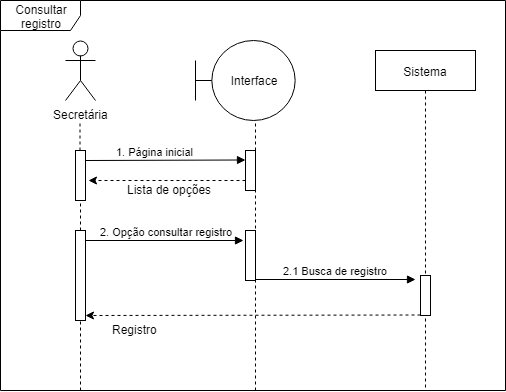 Consultar
registro
Interface
Sistema
Secretária
1. Página inicial
Lista de opções
2. Opção consultar registro
2.1 Busca de registro
Registro